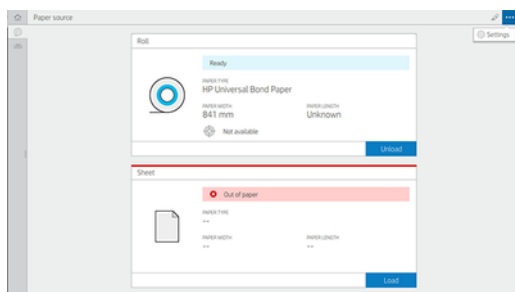 Paper source
Settings
Roll
Ready
PAPER TYPE
HP Universal Bond Paper
PAPER WIDTH PAPER LENGTH
841 mm Unknown
Not available
Unload
Sheet
Out of paper
PAPER TYPE
--
PAPER WIDTH PAPER LENGTH
-- --
Load